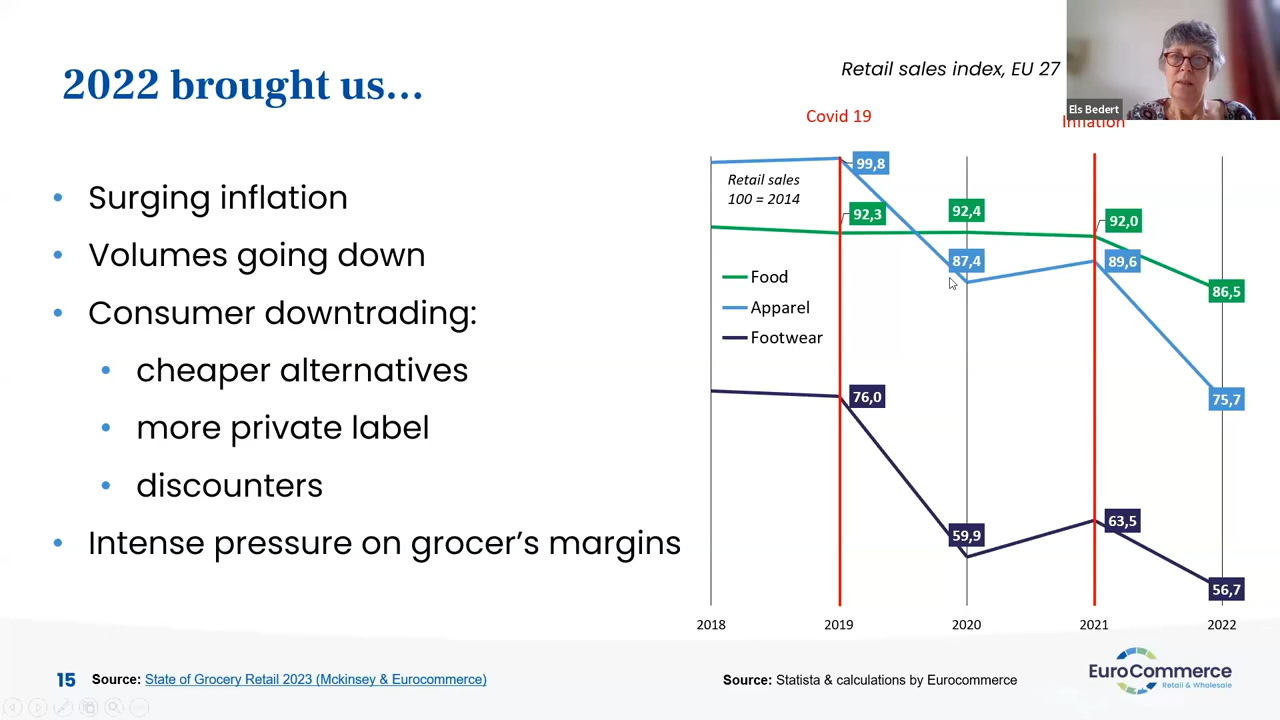 2022 brought us...
Retail sales index, EU 27
Els Bedert
Covid 19
Inflation
• Surging inflation
• Volumes going down
• Consumer downtrading:
• cheaper alternatives
• more private label
• discounters
• Intense pressure on grocer's margins
Retail sales
100 = 2014
Food
Apparel
Footwear
99,8
92,3
92,4
92,0
87,4
89,6
86,5
76,0
75,7
59,9
63,5
56,7
2018
2019
2020
2021
2022
15
Source: State of Grocery Retail 2023 (Mckinsey & Eurocommerce)
Source: Statista & calculations by Eurocommerce
EuroCommerce
Retail & Wholesale